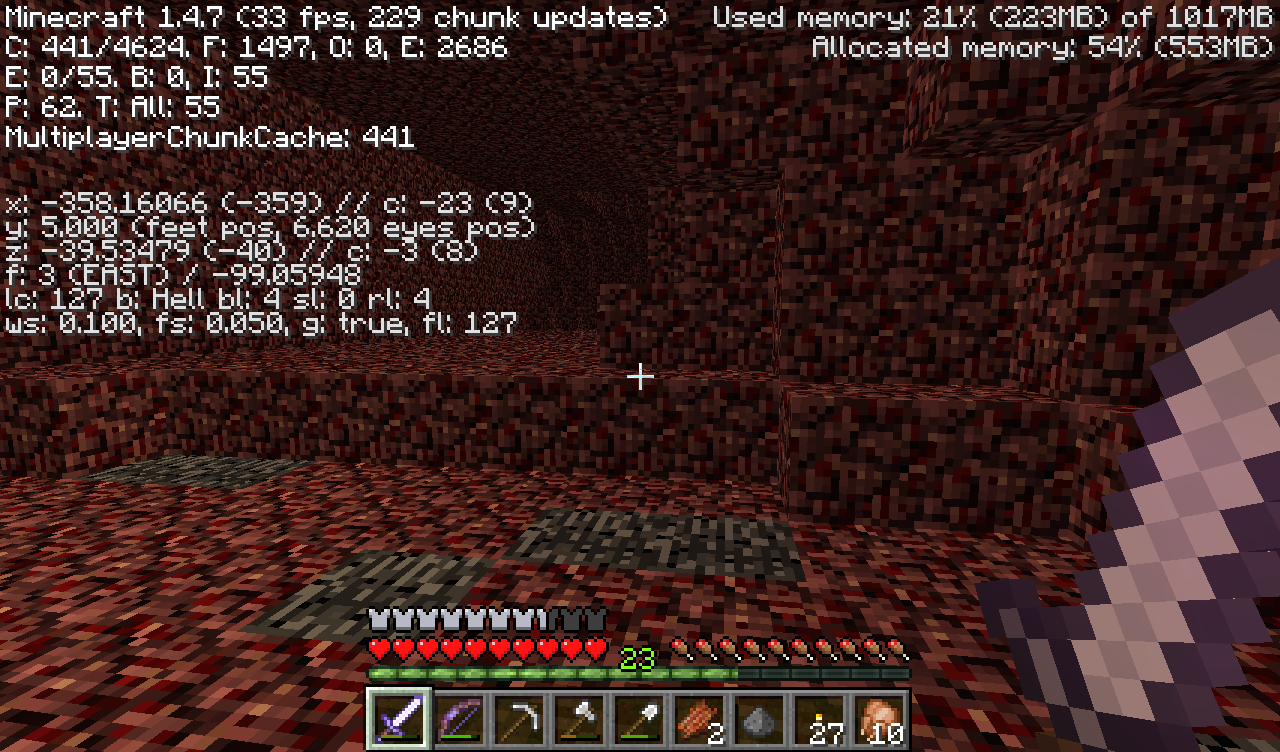 Minecraft 1.4.7 (33 fps, 229 chunk updates)
Used memory: 21% (223MB) of 1017MB
C: 441/4624. F: 1497, O: 0, E: 2686
Allocated memory: 54% (553MB)
E: 0/55. B: 0, I: 55
P: 62. T: All: 55
MultiplayerChunkCache: 441
x: -358.16066 (-359) // c: -23 (9)
y: 5.000 (feet pos, 6.620 eyes pos)
z: -39.53479 (-40) // c: -3 (8)
f: 3 (EAST) / -99.05948
lc: 127 b: Hell bl: 4 sl: 0 rl: 4
ws: 0.100, fs: 0.050, g: true, fl: 127
23
2
27
10